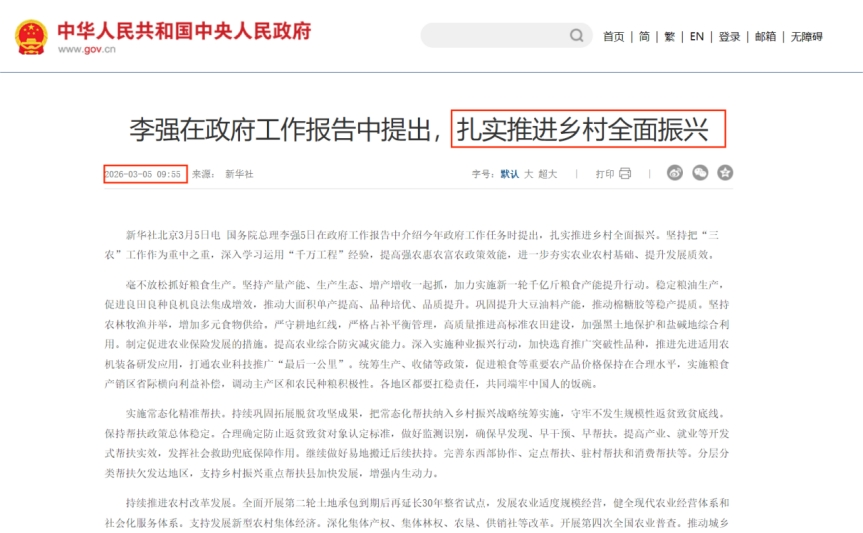 中华人民共和国中央人民政府
www.gov.cn
首页 | 简 | 繁 | EN | 登录 | 邮箱 | 无障碍
李强在政府工作报告中提出，扎实推进乡村全面振兴
2026-03-05 09:55 来源： 新华社
字号：默认 大 超大 | 打印 |
新华社北京3月5日电 国务院总理李强5日在政府工作报告中介绍今年政府工作任务时提出，扎实推进乡村全面振兴。坚持把“三
农”工作作为重中之重，深入学习运用“千万工程”经验，提高强农惠农富农政策效能，进一步夯实农业农村基础、提升发展质效。
毫不放松抓好粮食生产。坚持产量产能、生产生态、增产增收一起抓，加力实施新一轮千亿斤粮食产能提升行动。稳定粮油生产，
促进良田良种良机良法集成增效，推动大面积单产提高、品种培优、品质提升。巩固提升大豆油料产能，推动棉糖胶等稳产提质。坚持
农林牧渔并举，增加多元食物供给。严守耕地红线，严格占补平衡管理，高质量推进高标准农田建设，加强黑土地保护和盐碱地综合利
用。制定促进农业保险发展的措施。提高农业综合防灾减灾能力。深入实施种业振兴行动，加快选育推广突破性品种，推进先进适用农
机装备研发应用，打通农业科技推广“最后一公里”。统筹生产、收储等政策，促进粮食等重要农产品价格保持在合理水平，实施粮食
产销区省际横向利益补偿，调动主产区和农民种粮积极性。各地区都要扛稳责任，共同端牢中国人的饭碗。
实施常态化精准帮扶。持续巩固拓展脱贫攻坚成果，把常态化帮扶纳入乡村振兴战略统筹实施，守牢不发生规模性返贫致贫底线。
保持帮扶政策总体稳定。合理确定防止返贫致贫对象认定标准，做好监测识别，确保早发现、早干预、早帮扶。提高产业、就业等开发
式帮扶实效，发挥社会救助兜底保障作用。继续做好易地搬迁后续扶持。完善东西部协作、定点帮扶、驻村帮扶和消费帮扶等。分层分
类帮扶欠发达地区，支持乡村振兴重点帮扶县加快发展，增强内生动力。
持续推进农村改革发展。全面开展第二轮土地承包到期后再延长30年整省试点，发展农业适度规模经营，健全现代农业经营体系和
社会化服务体系。支持发展新型农村集体经济。深化集体产权、集体林权、农垦、供销社等改革。开展第四次全国农业普查。推动城乡